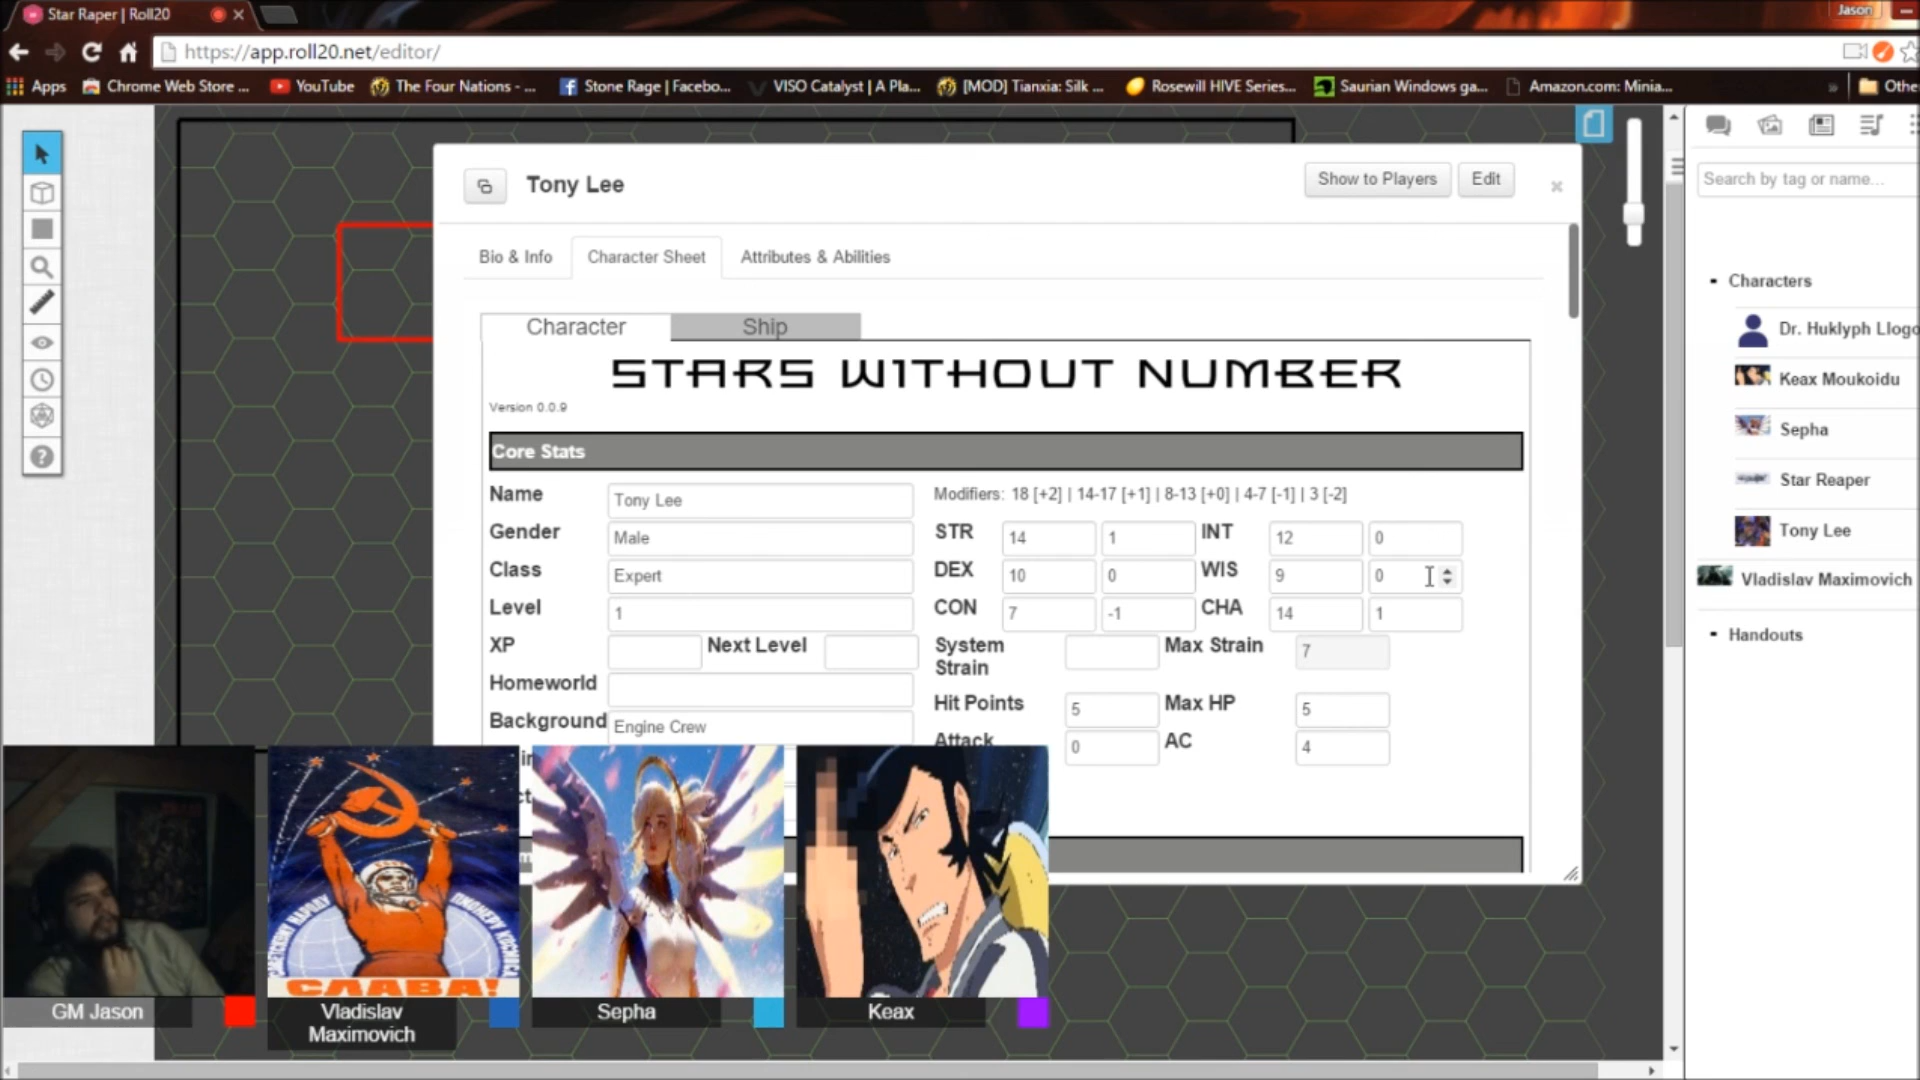 Star Raper | Roll20
Jason
https://app.roll20.net/editor/
Apps Chrome Web Store ... YouTube The Four Nations - ... Stone Rage | Facebo... VISO Catalyst | A Pla... [MOD] Tianxia: Silk ... Rosewill HIVE Series... Saurian Windows ga... Amazon.com: Minia... » Othe
Tony Lee
Show to Players
Edit
Search by tag or name...
Bio & Info
Character Sheet
Attributes & Abilities
Characters
Dr. Huklyph Llogo
Keax Moukoidu
Sepha
Star Reaper
Tony Lee
Vladislav Maximovich
Handouts
Character
Ship
STARS WITHOUT NUMBER
Version 0.0.9
Core Stats
Name Tony Lee
Gender Male
Class Expert
Level 1
XP Next Level
Homeworld
Background Engine Crew
Modifiers: 18 [+2] | 14-17 [+1] | 8-13 [+0] | 4-7 [-1] | 3 [-2]
STR 14 1 INT 12 0
DEX 10 0 WIS 9 0
CON 7 -1 CHA 14 1
System Strain Max Strain 7
Hit Points 5 Max HP 5
Attack 0 AC 4
СЛАВА!
GM Jason
Vladislav
Maximovich
Sepha
Keax